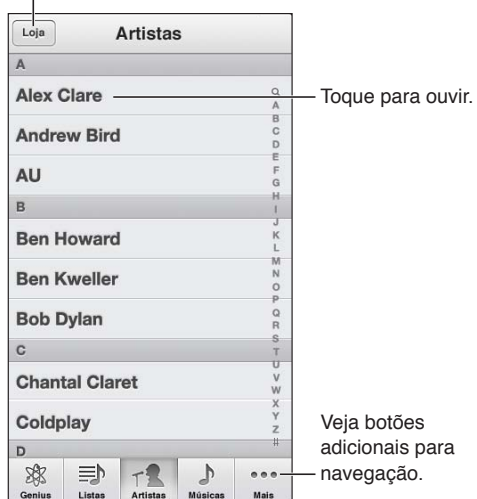 Loja
Artistas
A
Alex Clare
Toque para ouvir.
Andrew Bird
AU
B
Ben Howard
Ben Kweller
Bob Dylan
C
Chantal Claret
Coldplay
D
A
B
C
D
E
F
G
H
I
J
K
L
M
N
O
P
Q
R
S
T
U
V
W
X
Y
Z
#
Veja botões
adicionais para
navegação.
Genius
Listas
Artistas
Músicas
Mais